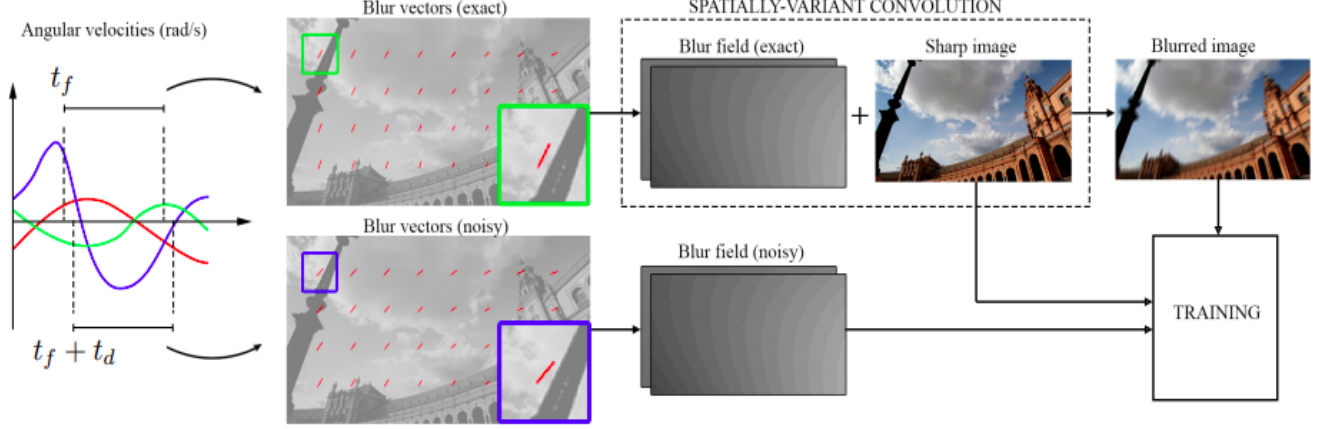 SPATIALLY-VARIANT CONVOLUTION
Blur vectors (exact)
Angular velocities (rad/s)
Blur field (exact)
Sharp image
Blurred image
t_f
+
Blur vectors (noisy)
Blur field (noisy)
TRAINING
t_f + t_d